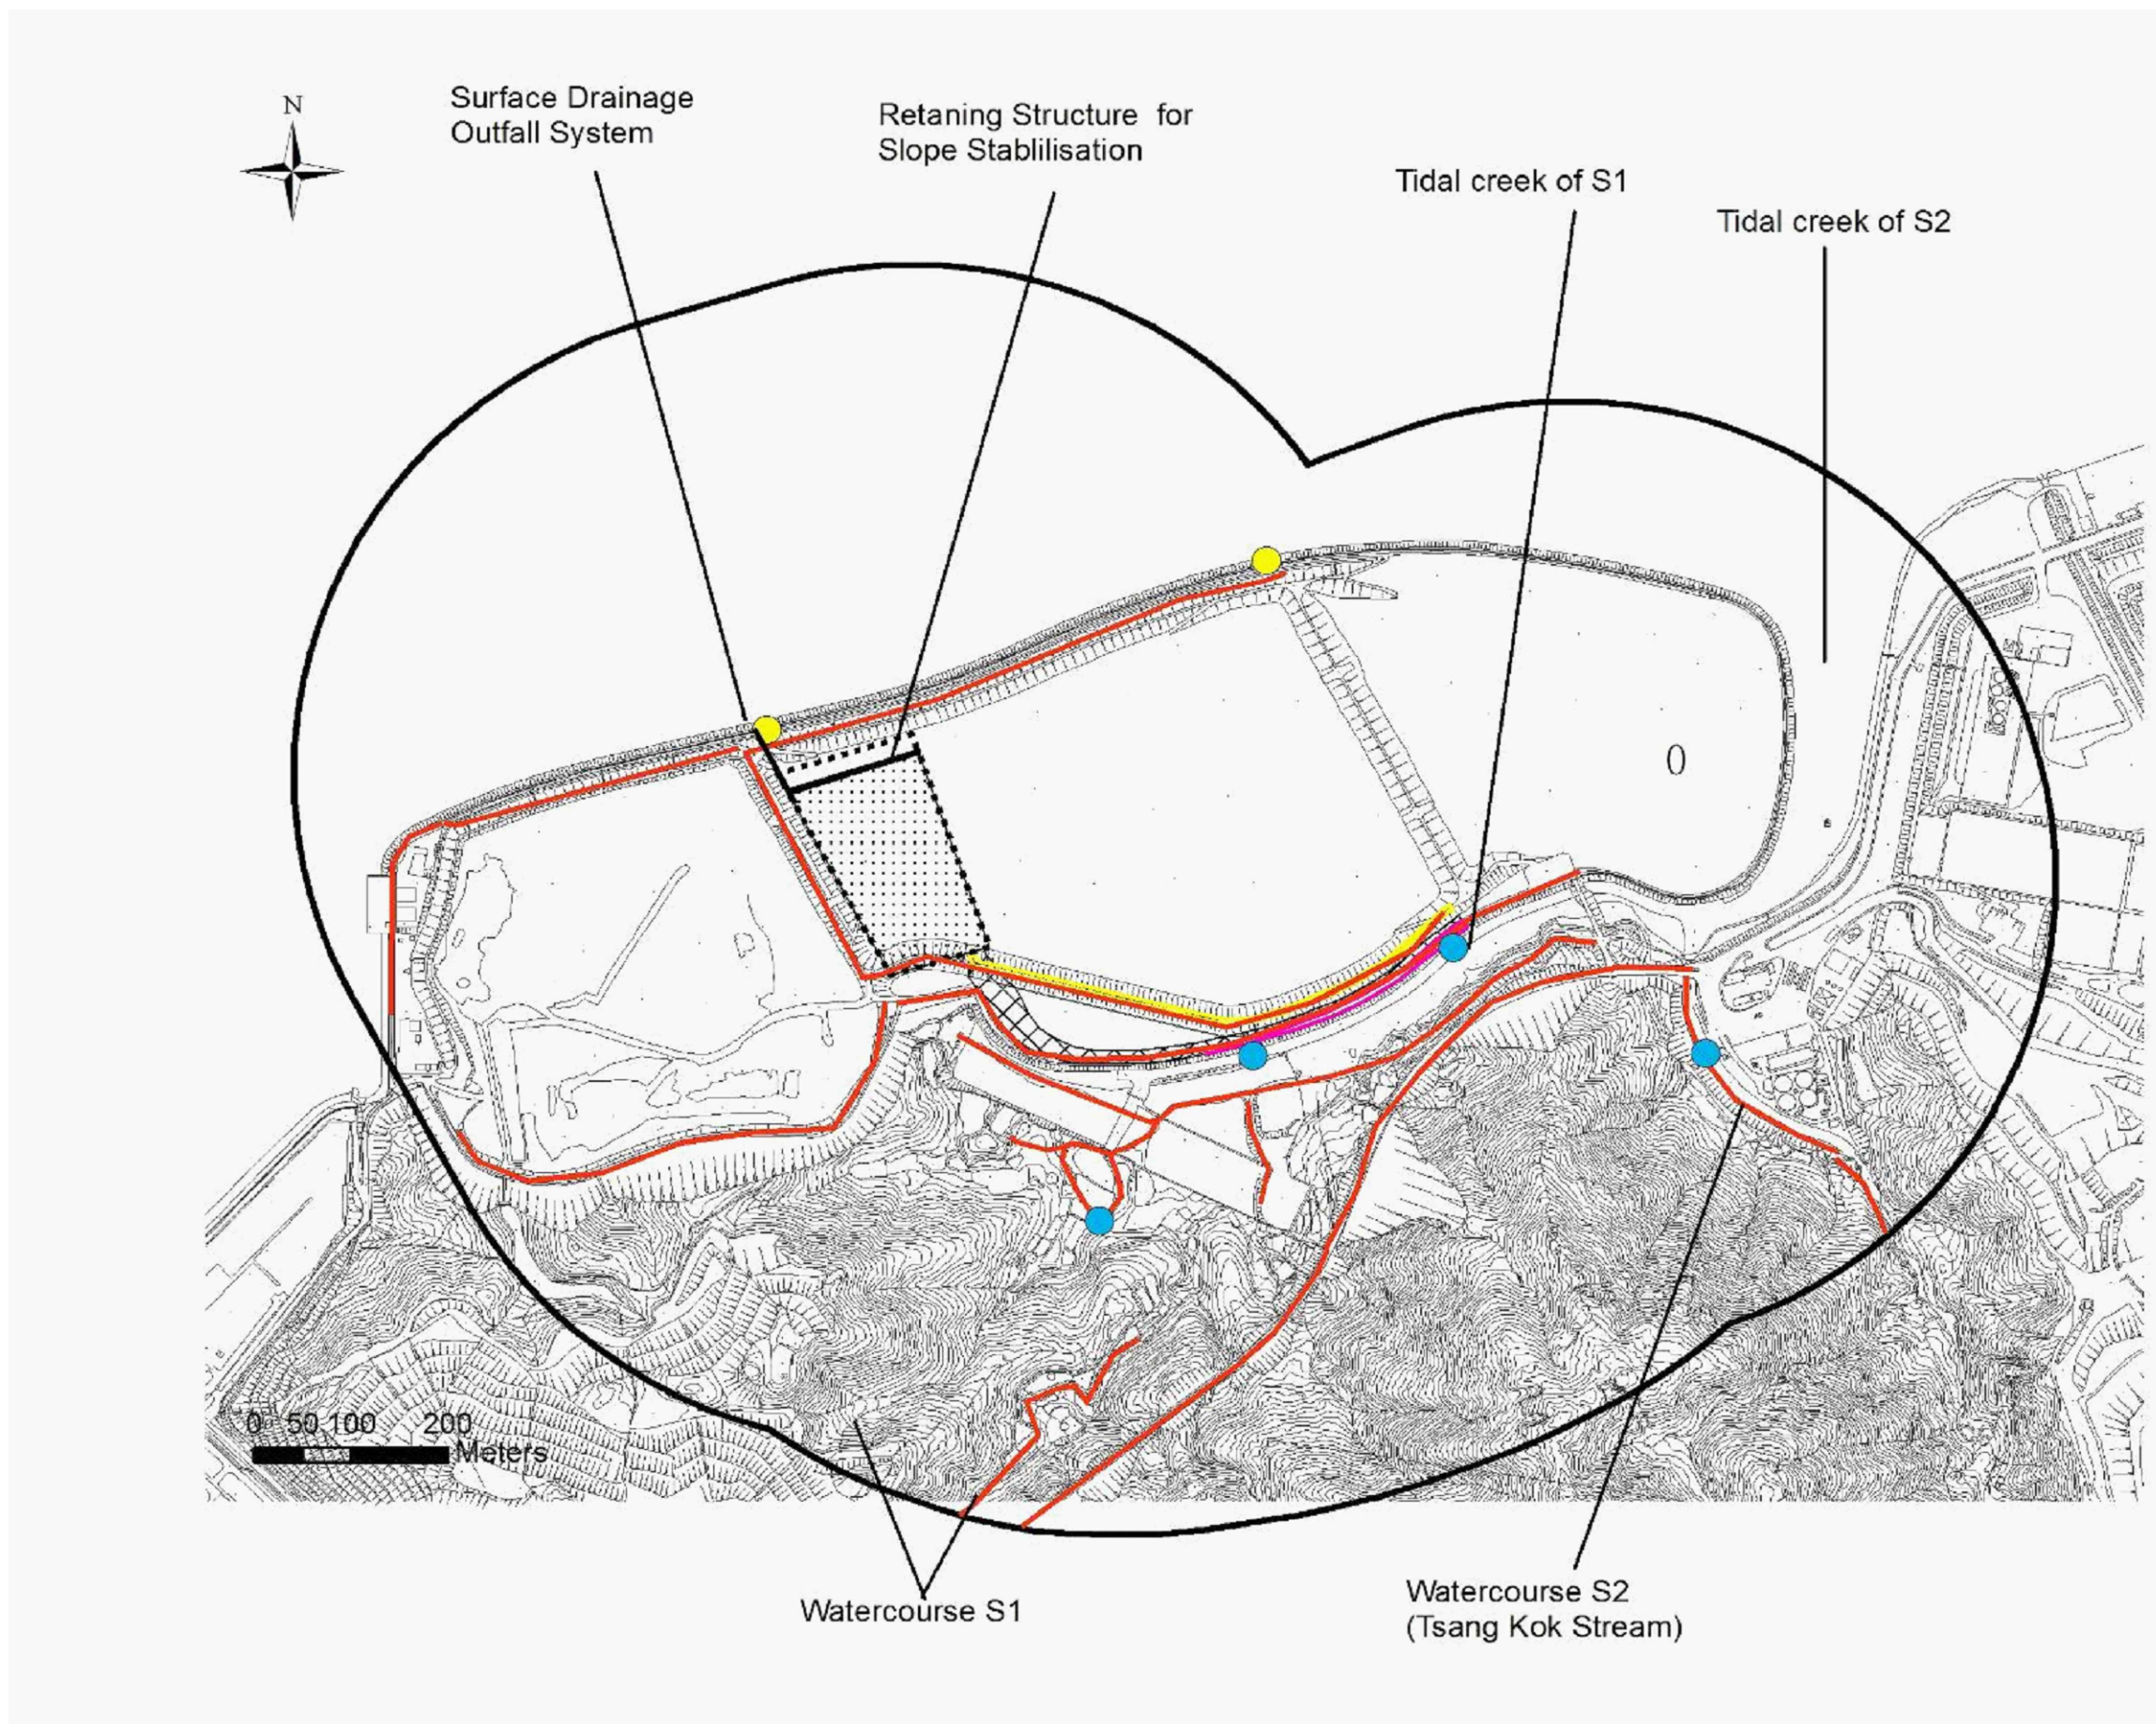 N
Surface Drainage
Outfall System
Retaning Structure for
Slope Stablilisation
Tidal creek of S1
Tidal creek of S2
0
0 50 100 200
Meters
Watercourse S1
Watercourse S2
(Tsang Kok Stream)